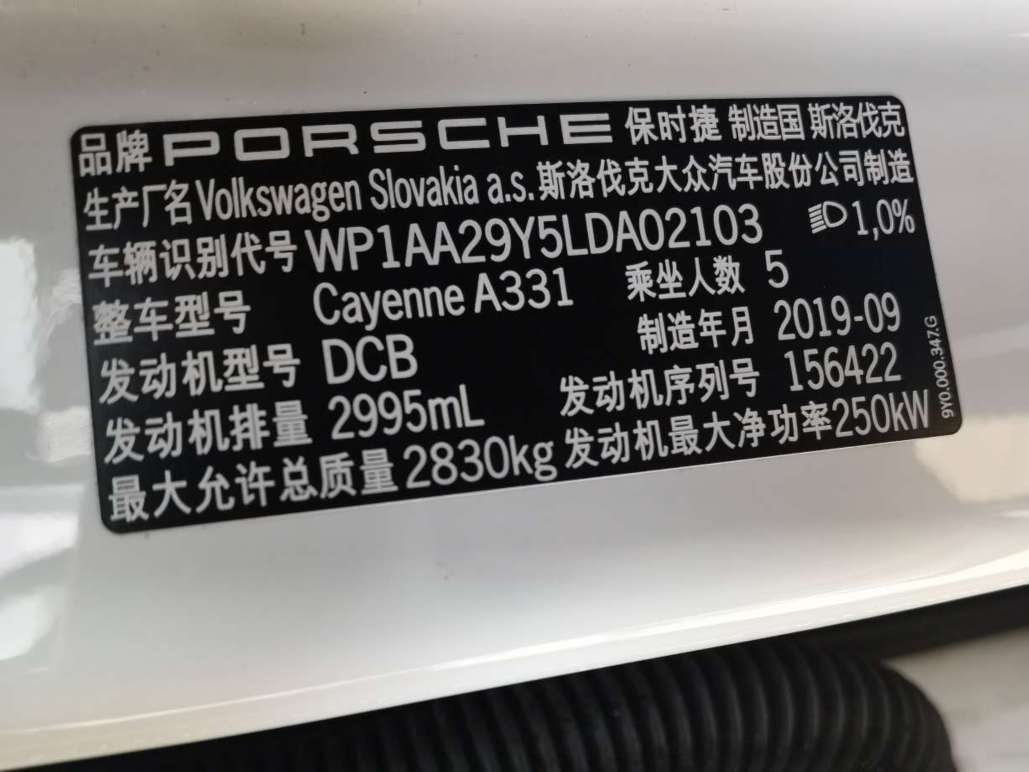 品牌 PORSCHE 保时捷 制造国 斯洛伐克
生产厂名 Volkswagen Slovakia a.s. 斯洛伐克大众汽车股份公司制造
车辆识别代号 WP1AA29Y5LDA02103 1,0%
整车型号 Cayenne A331 乘坐人数 5
发动机型号 DCB 制造年月 2019-09
发动机排量 2995mL 发动机序列号 156422
最大允许总质量 2830kg 发动机最大净功率 250kW
9Y0.000.347.G